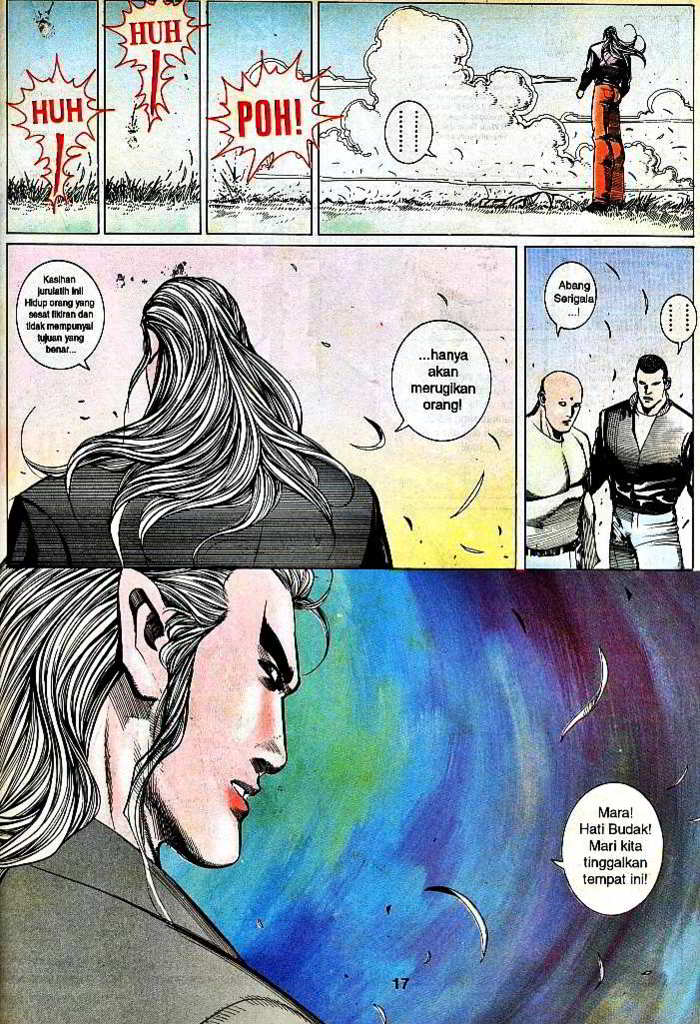 HUH
!
HUH
!
POH!
Kasihan
jurulatih ini!
Hidup orang yang
sesat fikiran dan
tidak mempunyai
tujuan yang
benar...
...hanya
akan
merugikan
orang!
Abang
Serigala
...!
Mara!
Hati Budak!
Mari kita
tinggalkan
tempat ini!
17